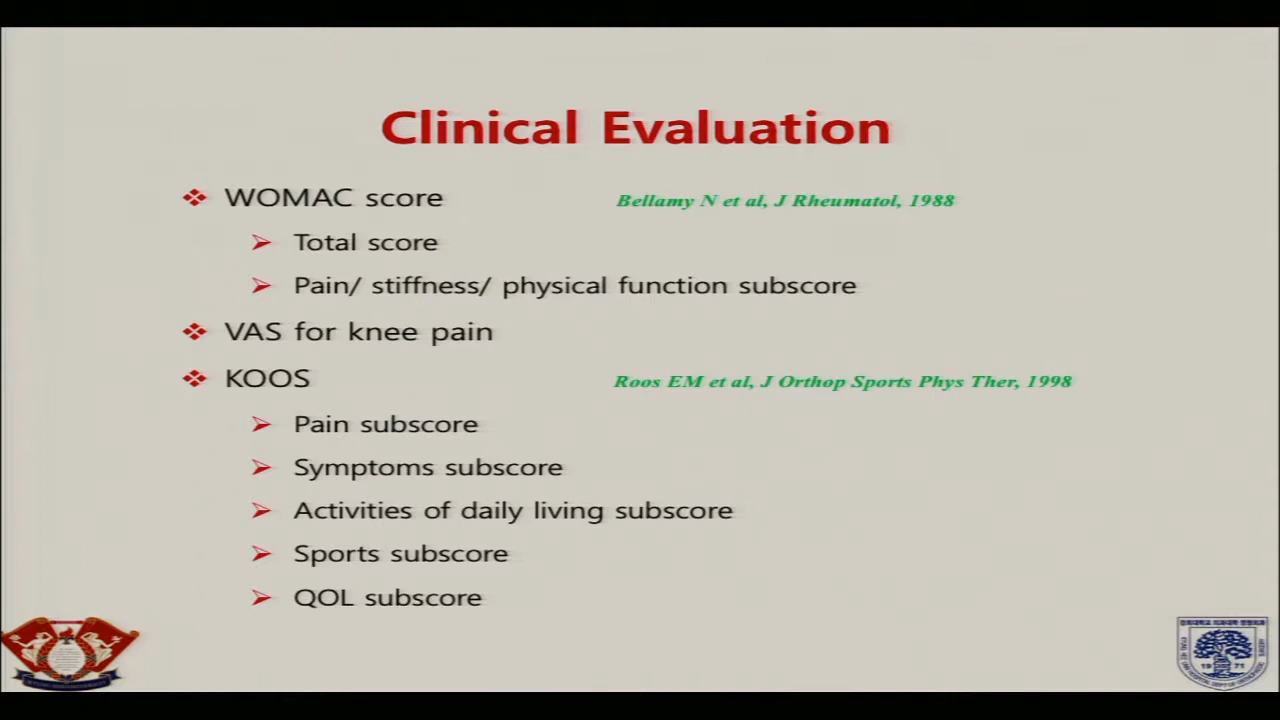 Clinical Evaluation
WOMAC score Bellamy N et al, J Rheumatol, 1988
Total score
Pain/ stiffness/ physical function subscore
VAS for knee pain
KOOS Roos EM et al, J Orthop Sports Phys Ther, 1998
Pain subscore
Symptoms subscore
Activities of daily living subscore
Sports subscore
QOL subscore
19 71